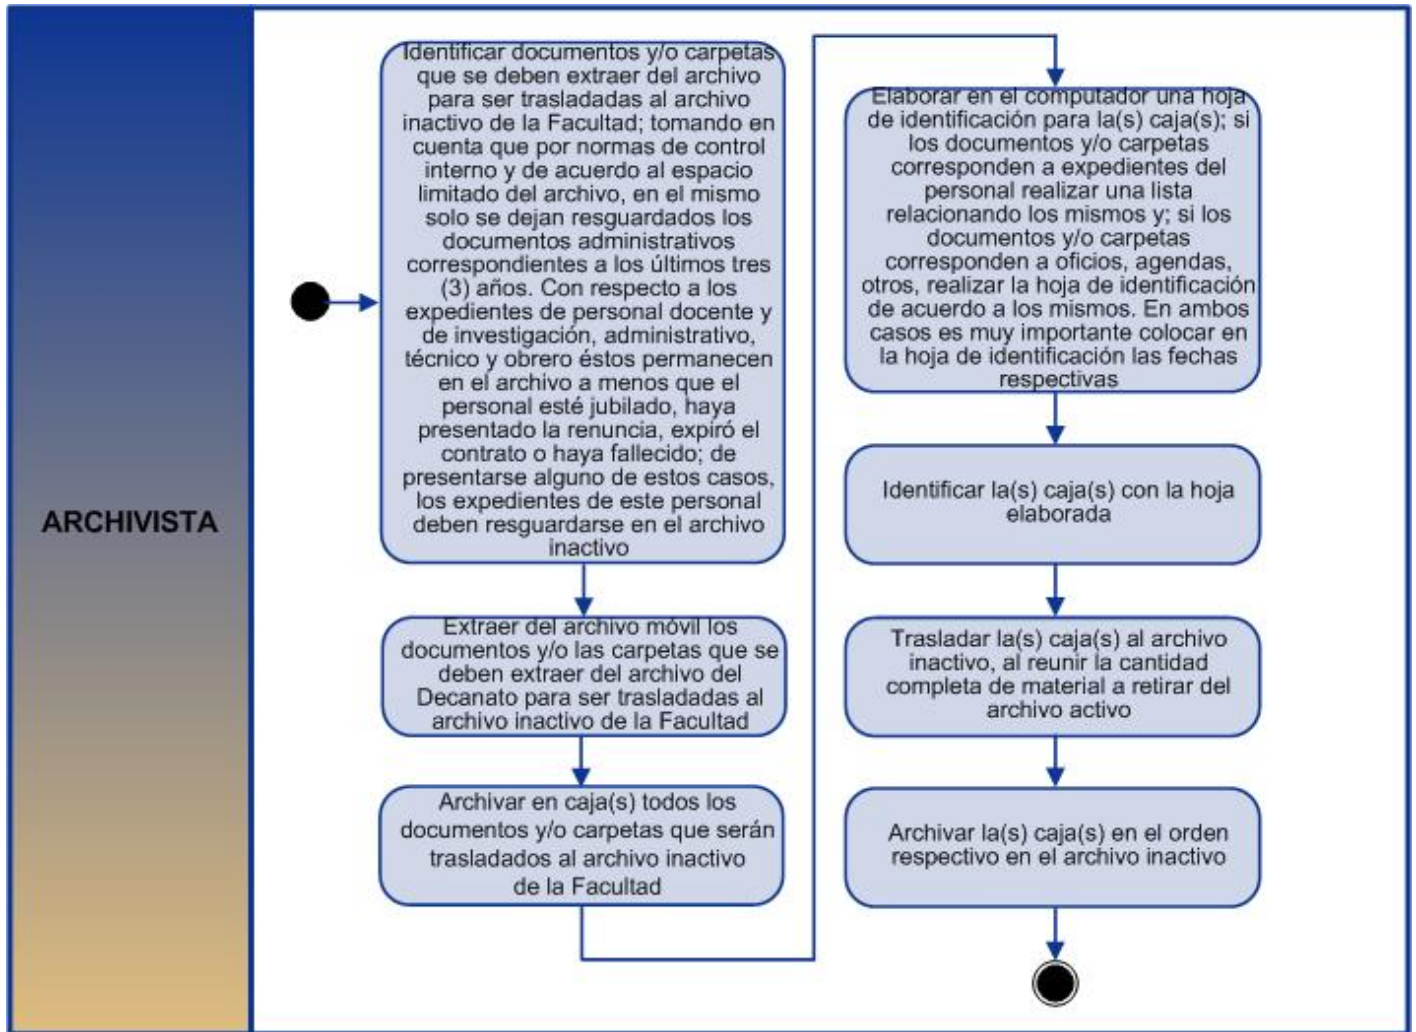 ARCHIVISTA
Identificar documentos y/o carpetas
que se deben extraer del archivo
para ser trasladadas al archivo
inactivo de la Facultad; tomando en
cuenta que por normas de control
interno y de acuerdo al espacio
limitado del archivo, en el mismo
solo se dejan resguardados los
documentos administrativos
correspondientes a los últimos tres
(3) años. Con respecto a los
expedientes de personal docente y
de investigación, administrativo,
técnico y obrero éstos permanecen
en el archivo a menos que el
personal esté jubilado, haya
presentado la renuncia, expiró el
contrato o haya fallecido; de
presentarse alguno de estos casos,
los expedientes de este personal
deben resguardarse en el archivo
inactivo
Extraer del archivo móvil los
documentos y/o las carpetas que se
deben extraer del archivo del
Decanato para ser trasladadas al
archivo inactivo de la Facultad
Archivar en caja(s) todos los
documentos y/o carpetas que serán
trasladados al archivo inactivo
de la Facultad
Elaborar en el computador una hoja
de identificación para la(s) caja(s); si
los documentos y/o carpetas
corresponden a expedientes del
personal realizar una lista
relacionando los mismos y; si los
documentos y/o carpetas
corresponden a oficios, agendas,
otros, realizar la hoja de identificación
de acuerdo a los mismos. En ambos
casos es muy importante colocar en
la hoja de identificación las fechas
respectivas
Identificar la(s) caja(s) con la hoja
elaborada
Trasladar la(s) caja(s) al archivo
inactivo, al reunir la cantidad
completa de material a retirar del
archivo activo
Archivar la(s) caja(s) en el orden
respectivo en el archivo inactivo